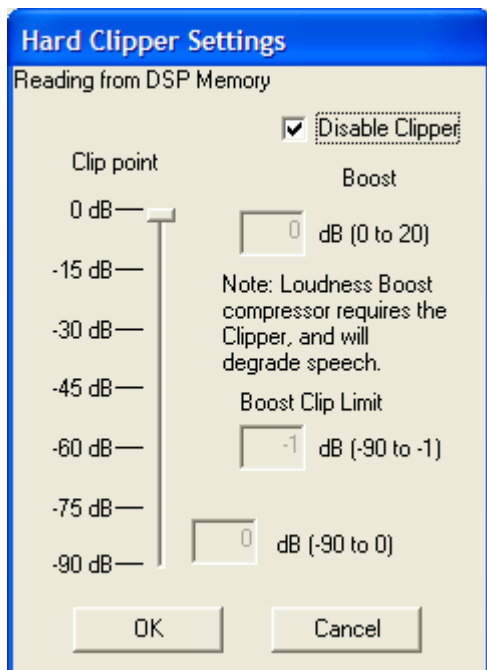 Hard Clipper Settings
Reading from DSP Memory
Disable Clipper
Clip point
Boost
0 dB
0 dB (0 to 20)
-15 dB
Note: Loudness Boost
compressor requires the
Clipper, and will
degrade speech.
-30 dB
-45 dB
Boost Clip Limit
-60 dB
-1 dB (-90 to -1)
-75 dB
0 dB (-90 to 0)
-90 dB
OK
Cancel